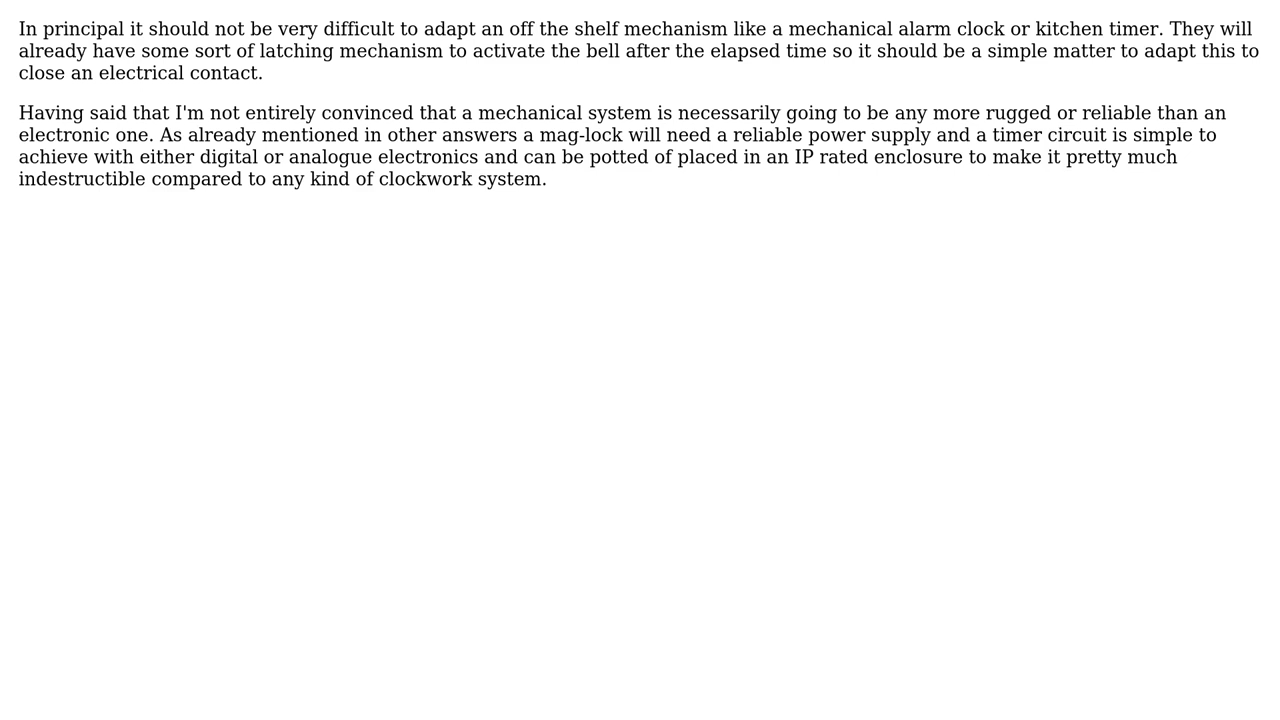 In principal it should not be very difficult to adapt an off the shelf mechanism like a mechanical alarm clock or kitchen timer. They will
already have some sort of latching mechanism to activate the bell after the elapsed time so it should be a simple matter to adapt this to
close an electrical contact.
Having said that I'm not entirely convinced that a mechanical system is necessarily going to be any more rugged or reliable than an
electronic one. As already mentioned in other answers a mag-lock will need a reliable power supply and a timer circuit is simple to
achieve with either digital or analogue electronics and can be potted of placed in an IP rated enclosure to make it pretty much
indestructible compared to any kind of clockwork system.